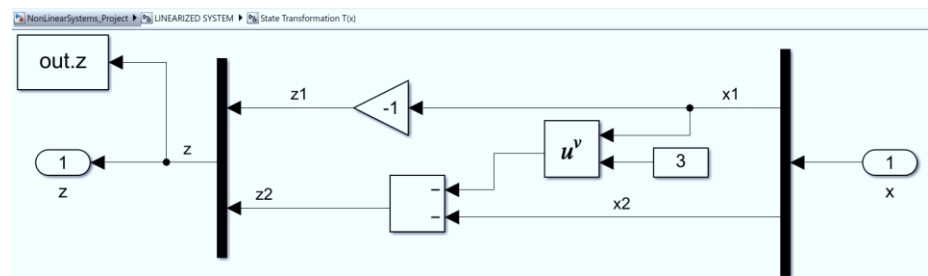 NonLinearSystems_Project ▶ LINEARIZED SYSTEM ▶ State Transformation T(x)
out.z
z1
-1
x1
u^v
3
1
z
z
1
x
z2
−
−
x2